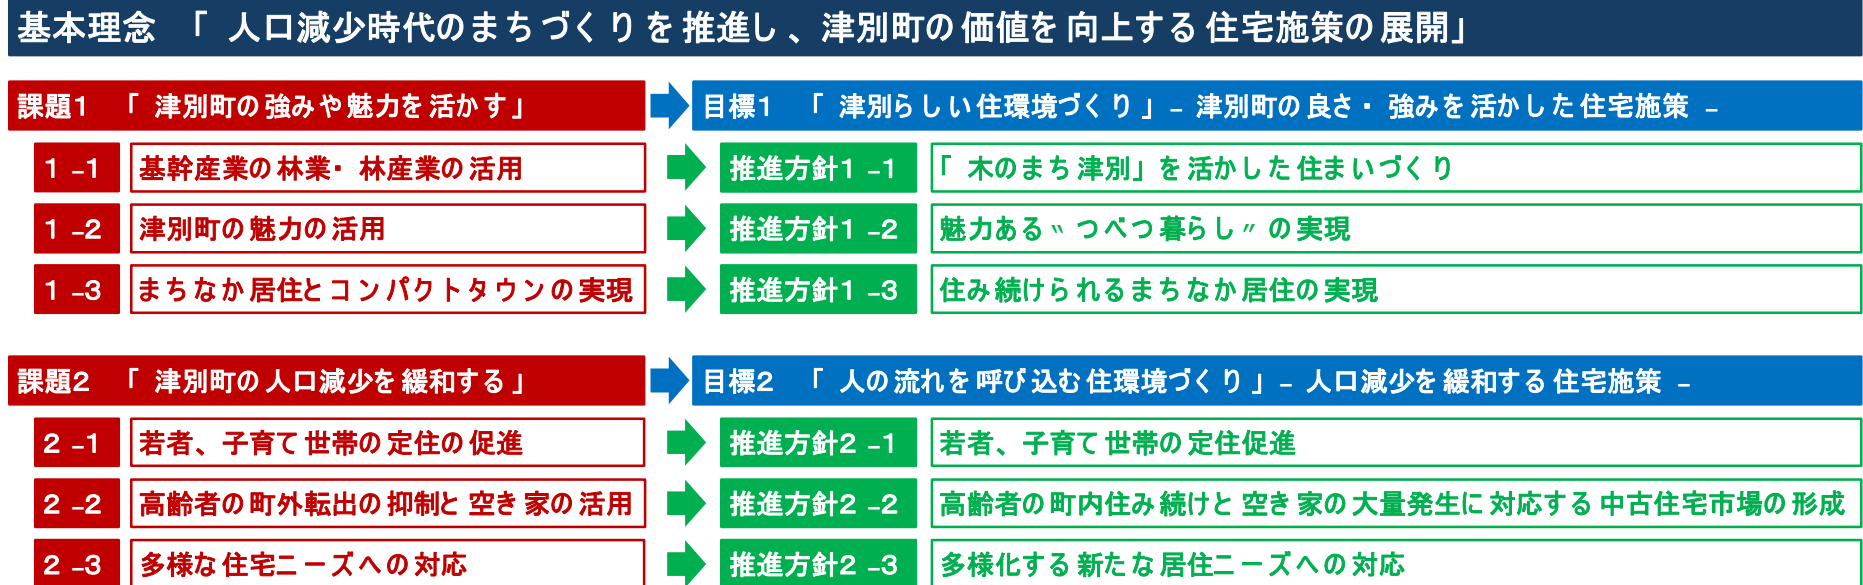 基本理念 「人口減少時代のまちづくりを推進し、津別町の価値を向上する住宅施策の展開」
課題1 「津別町の強みや魅力を活かす」 目標1 「津別らしい住環境づくり」– 津別町の良さ・強みを活かした住宅施策 –
1–1 基幹産業の林業・林産業の活用 推進方針1–1 「木のまち津別」を活かした住まいづくり
1–2 津別町の魅力の活用 推進方針1–2 魅力ある〝つべつ暮らし〃の実現
1–3 まちなか居住とコンパクトタウンの実現 推進方針1–3 住み続けられるまちなか居住の実現
課題2 「津別町の人口減少を緩和する」 目標2 「人の流れを呼び込む住環境づくり」– 人口減少を緩和する住宅施策 –
2–1 若者、子育て世帯の定住の促進 推進方針2–1 若者、子育て世帯の定住促進
2–2 高齢者の町外転出の抑制と空き家の活用 推進方針2–2 高齢者の町内住み続けと空き家の大量発生に対応する中古住宅市場の形成
2–3 多様な住宅ニーズへの対応 推進方針2–3 多様化する新たな居住ニーズへの対応